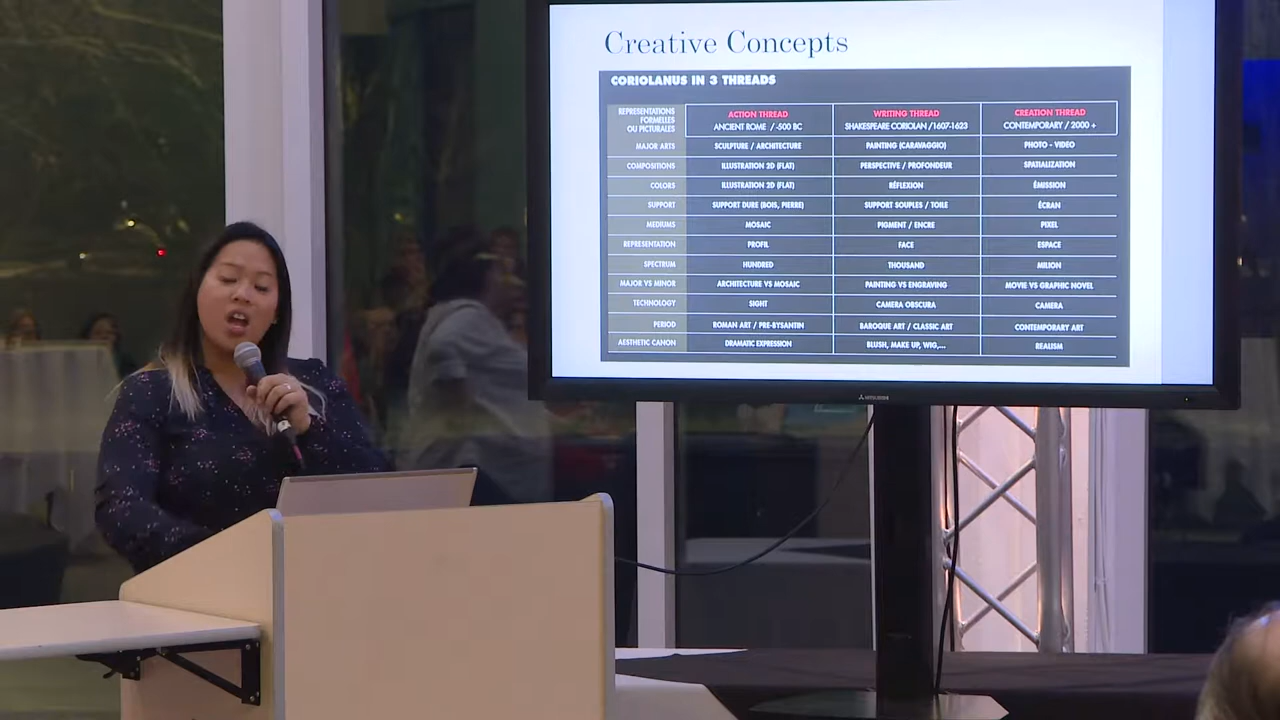 Creative Concepts
CORIOLANUS IN 3 THREADS
REPRESENTATIONS
FORMELLES
OU PICTURALES
ACTION THREAD
ANCIENT ROME / -500 BC
WRITING THREAD
SHAKESPEARE CORIOLAN /1607-1623
CREATION THREAD
CONTEMPORARY / 2000 +
MAJOR ARTS SCULPTURE / ARCHITECTURE PAINTING (CARAVAGGIO) PHOTO - VIDEO
COMPOSITIONS ILLUSTRATION 2D (FLAT) PERSPECTIVE / PROFONDEUR SPATIALIZATION
COLORS ILLUSTRATION 2D (FLAT) RÉFLEXION ÉMISSION
SUPPORT SUPPORT DURE (BOIS, PIERRE) SUPPORT SOUPLES / TOILE ÉCRAN
MEDIUMS MOSAIC PIGMENT / ENCRE PIXEL
REPRESENTATION PROFIL FACE ESPACE
SPECTRUM HUNDRED THOUSAND MILION
MAJOR VS MINOR ARCHITECTURE VS MOSAIC PAINTING VS ENGRAVING MOVIE VS GRAPHIC NOVEL
TECHNOLOGY SIGHT CAMERA OBSCURA CAMERA
PERIOD ROMAN ART / PRE-BYSANTIN BAROQUE ART / CLASSIC ART CONTEMPORARY ART
AESTHETIC CANON DRAMATIC EXPRESSION BLUSH, MAKE UP, WIG,... REALISM
MITSUBISHI